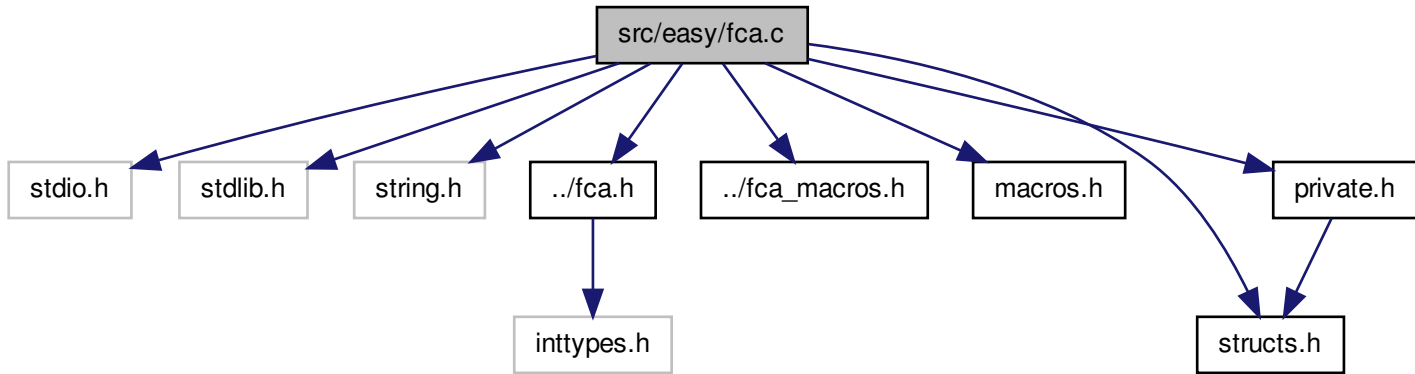 src/easy/fca.c
stdio.h
stdlib.h
string.h
../fca.h
../fca_macros.h
macros.h
private.h
inttypes.h
structs.h